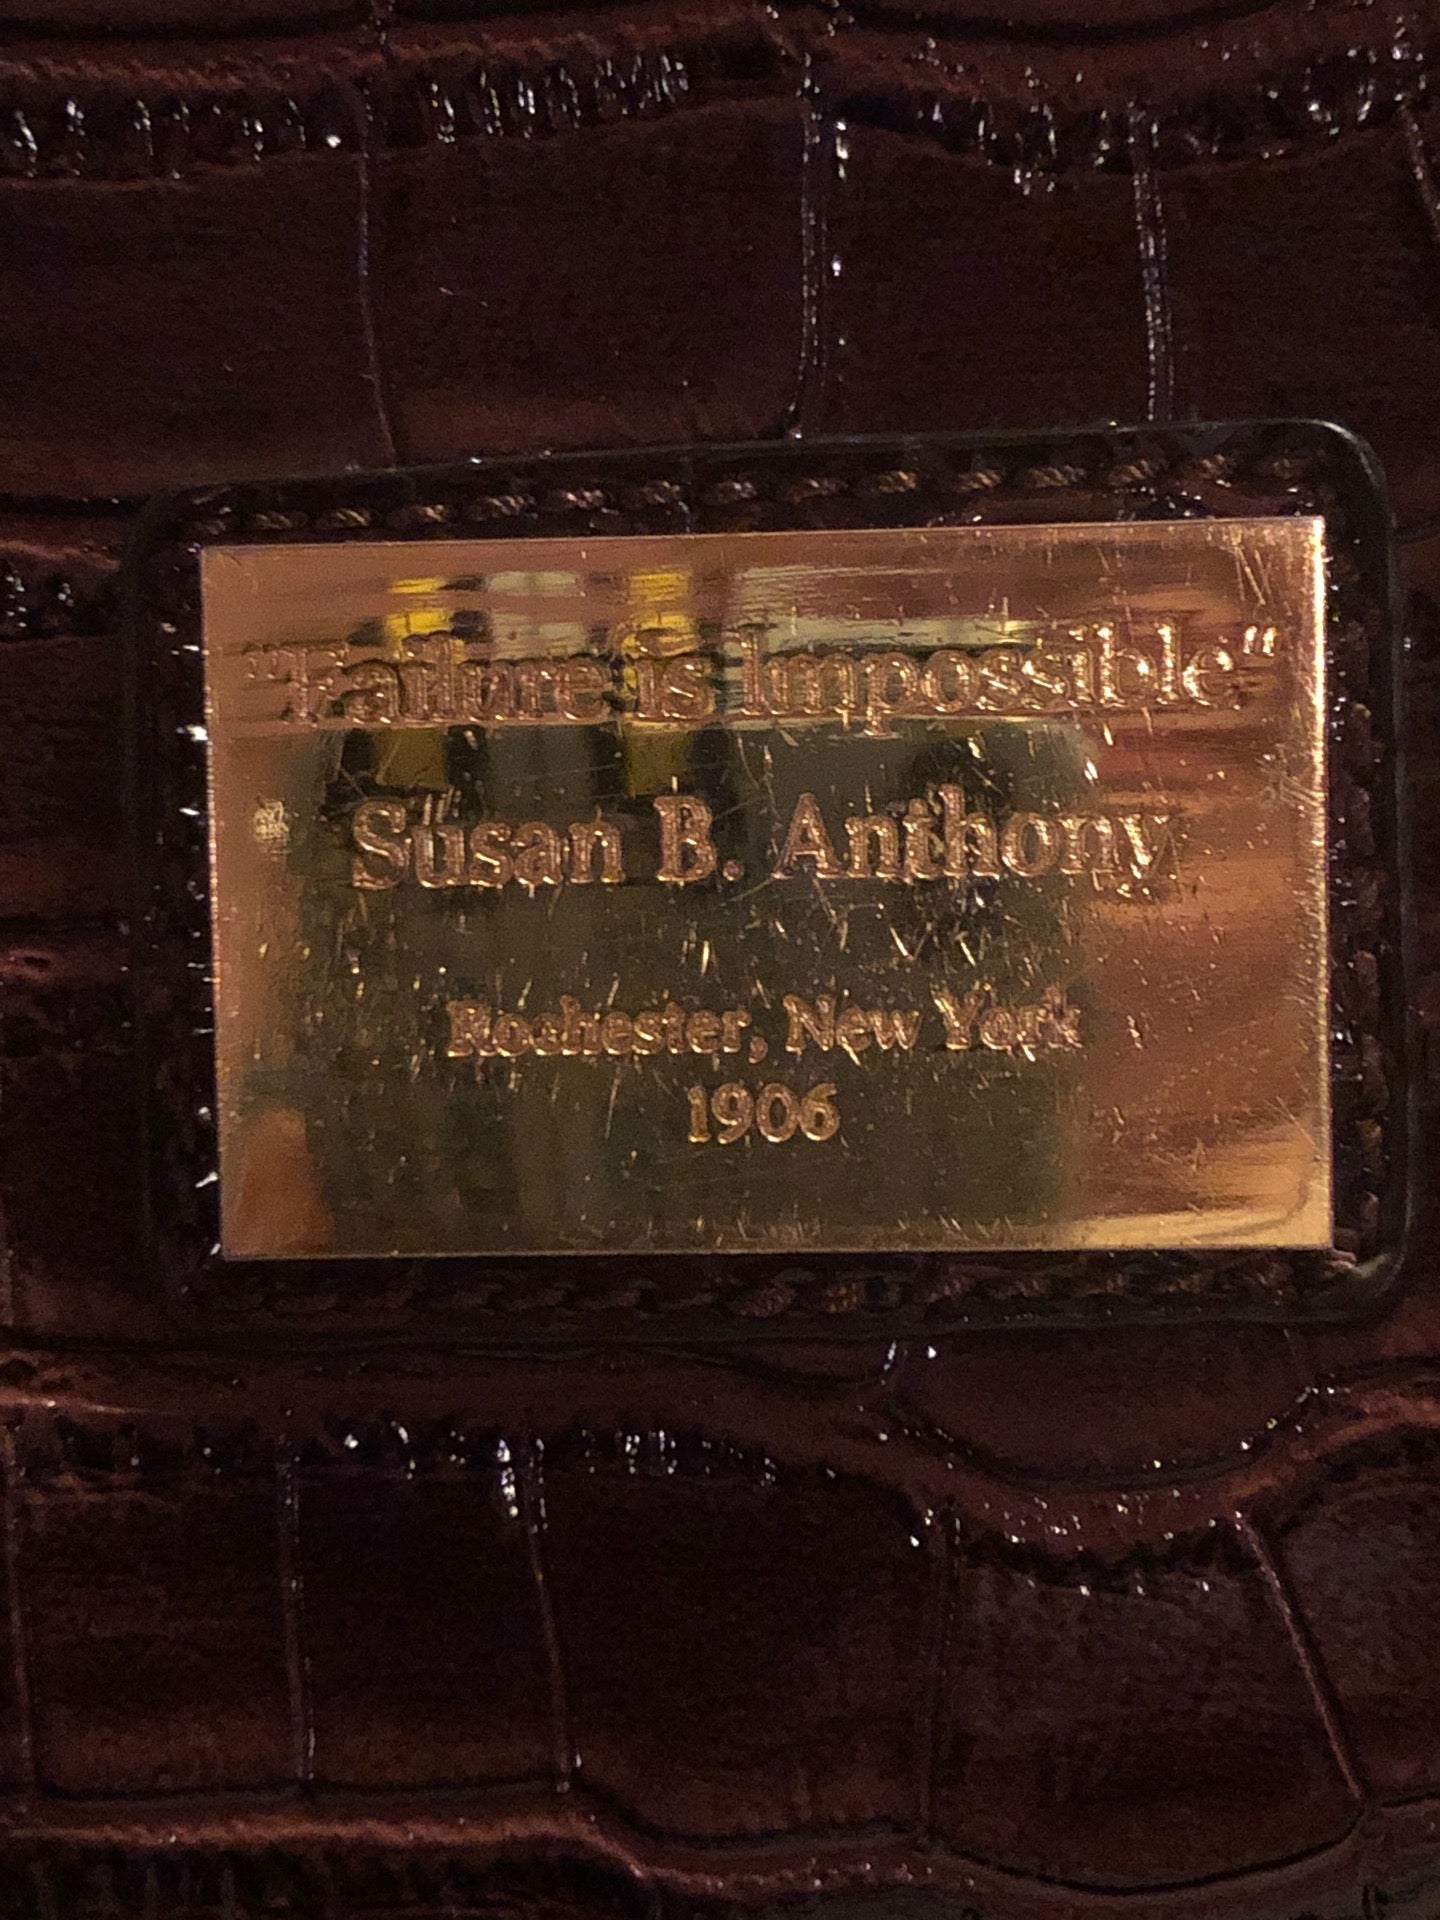 "Failure is Impossible"
Susan B. Anthony
Rochester, New York
1906